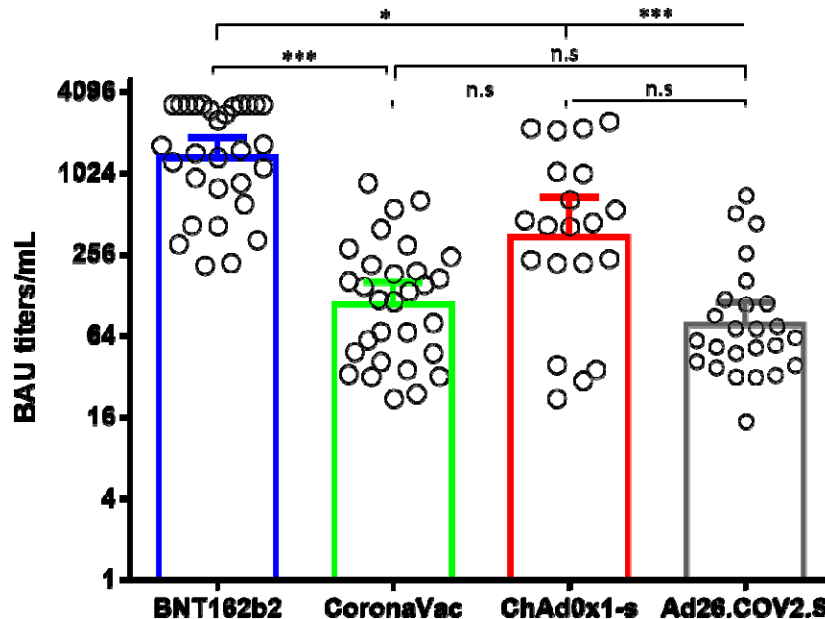 * ***
*** n.s
n.s n.s
4096
1024
256
64
16
4
1
BAU titers/mL
BNT162b2 CoronaVac ChAd0x1-s Ad26.COV2.S